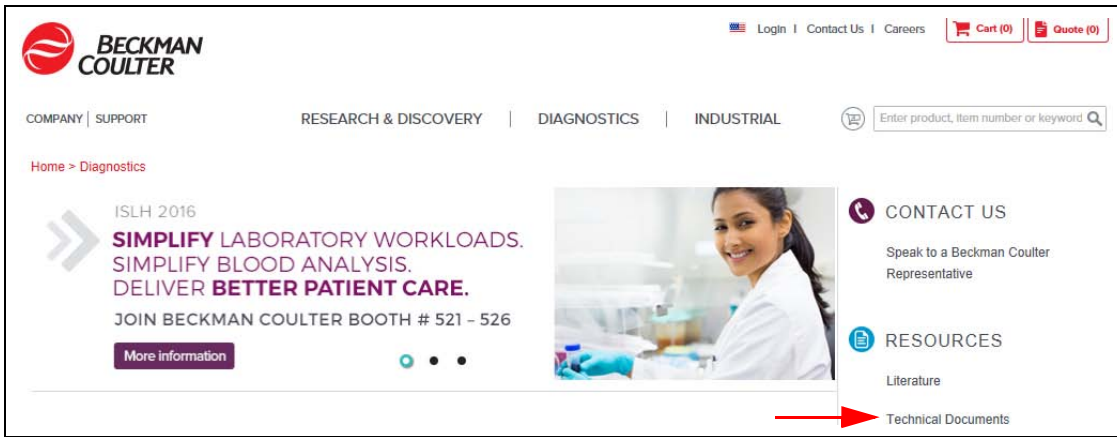 BECKMAN
COULTER
Login I Contact Us I Careers
Cart (0)
Quote (0)
COMPANY | SUPPORT
RESEARCH & DISCOVERY | DIAGNOSTICS | INDUSTRIAL
Enter product, item number or keyword
Home > Diagnostics
ISLH 2016
SIMPLIFY LABORATORY WORKLOADS.
SIMPLIFY BLOOD ANALYSIS.
DELIVER BETTER PATIENT CARE.
JOIN BECKMAN COULTER BOOTH # 521 – 526
More information
CONTACT US
Speak to a Beckman Coulter
Representative
RESOURCES
Literature
Technical Documents